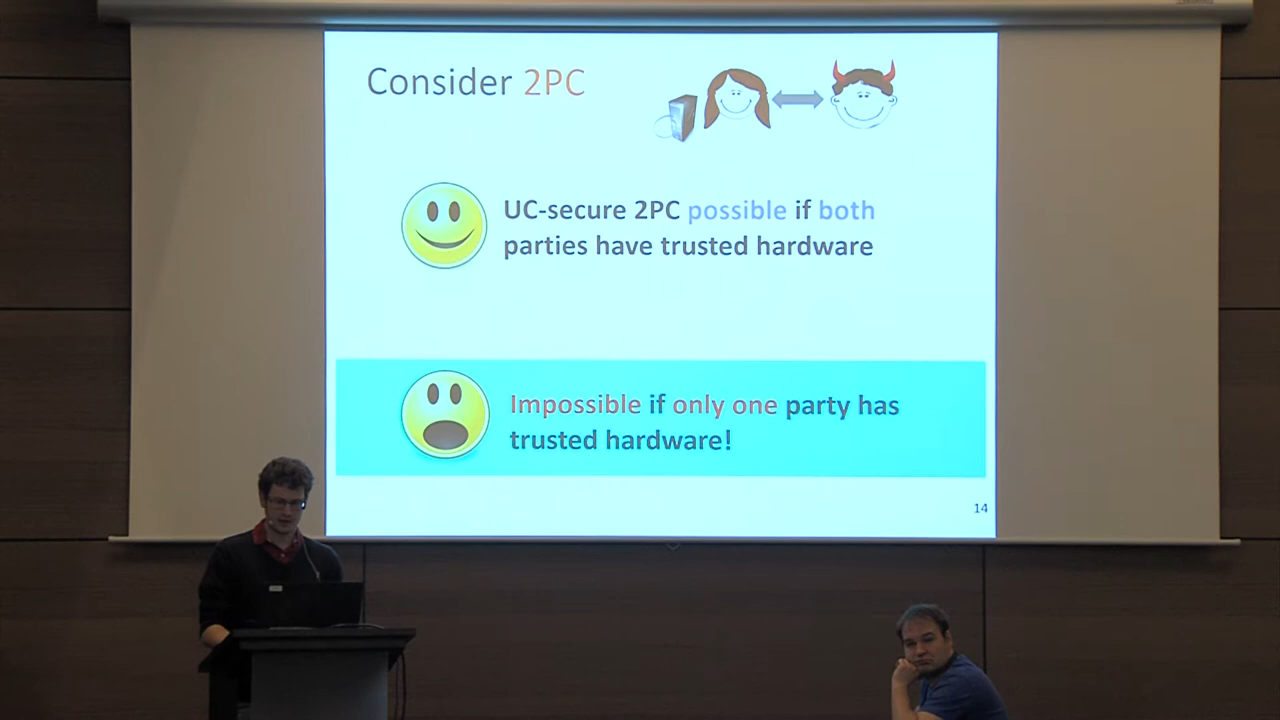 Consider 2PC
UC-secure 2PC possible if both
parties have trusted hardware
Impossible if only one party has
trusted hardware!
14